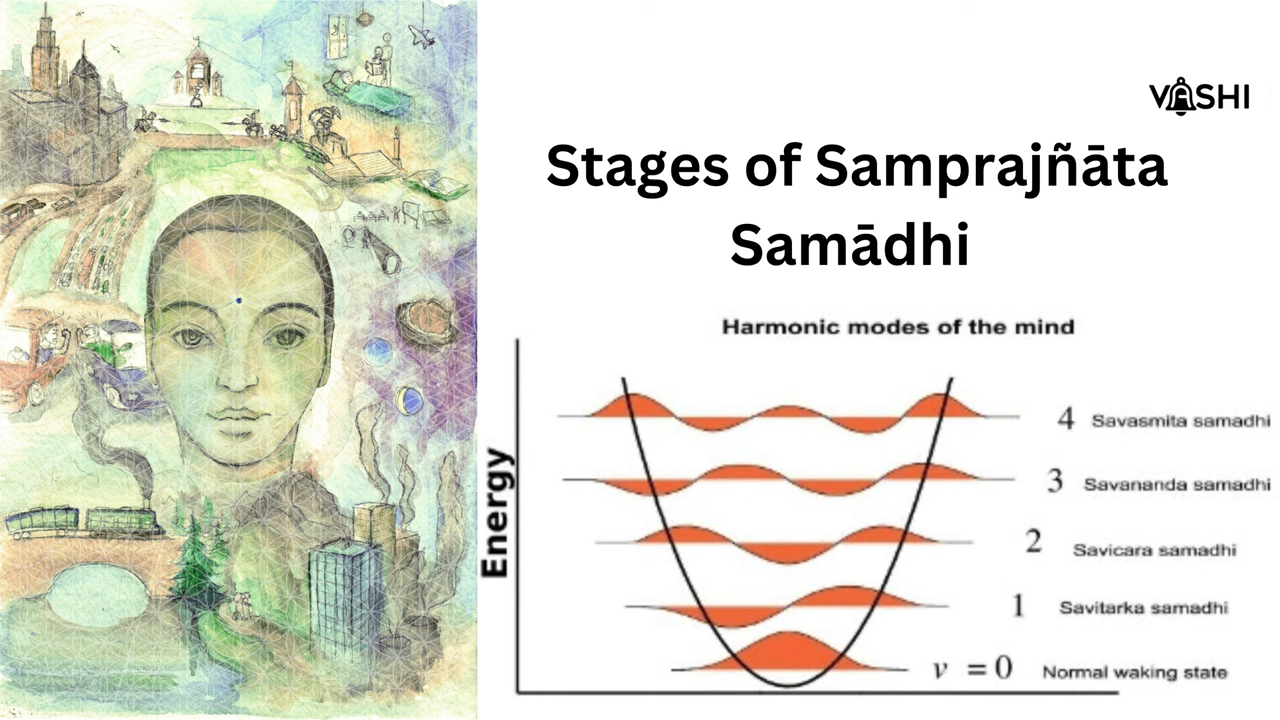 VASHI
Stages of Samprajñāta
Samādhi
Harmonic modes of the mind
Energy
4 Savasmita samadhi
3 Savananda samadhi
2 Savicara samadhi
1 Savitarka samadhi
v = 0 Normal waking state